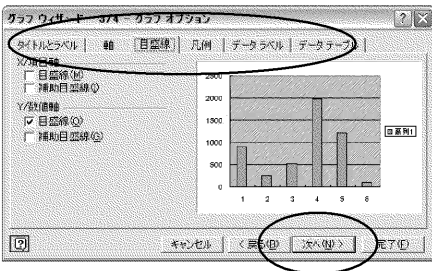 グラフ ウィザード - 3/4 - グラフ オプション
タイトルとラベル 軸 目盛線 凡例 データ ラベル データ テーブル
X/項目軸
目盛線(M)
補助目盛線(I)
Y/数値軸
目盛線(O)
補助目盛線(G)
2500
2000
1500
1000
500
0
1 2 3 4 5 6
系列1
キャンセル < 戻る(B) 次へ(N) > 完了(F)